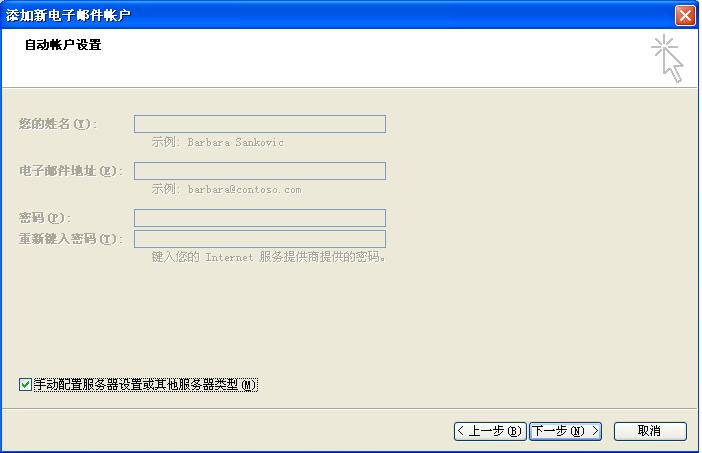 添加新电子邮件帐户
自动帐户设置
您的姓名(Y):
示例: Barbara Sankovic
电子邮件地址(E):
示例: barbara@contoso.com
密码(P):
重新键入密码(T):
键入您的 Internet 服务提供商提供的密码。
手动配置服务器设置或其他服务器类型(M)
< 上一步(B) 下一步(N) > 取消